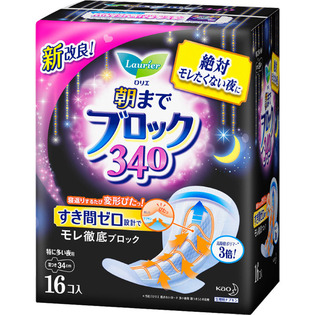 新改良!
Laurier
ロリエ
絶対
モレたくない夜に
朝まで
ブロック
340
寝返りするたび変形ぴたっ!
すき間ゼロ設計で
モレ徹底ブロック
特に多い夜用
羽つき34cm
16コ入
3倍!
Kao